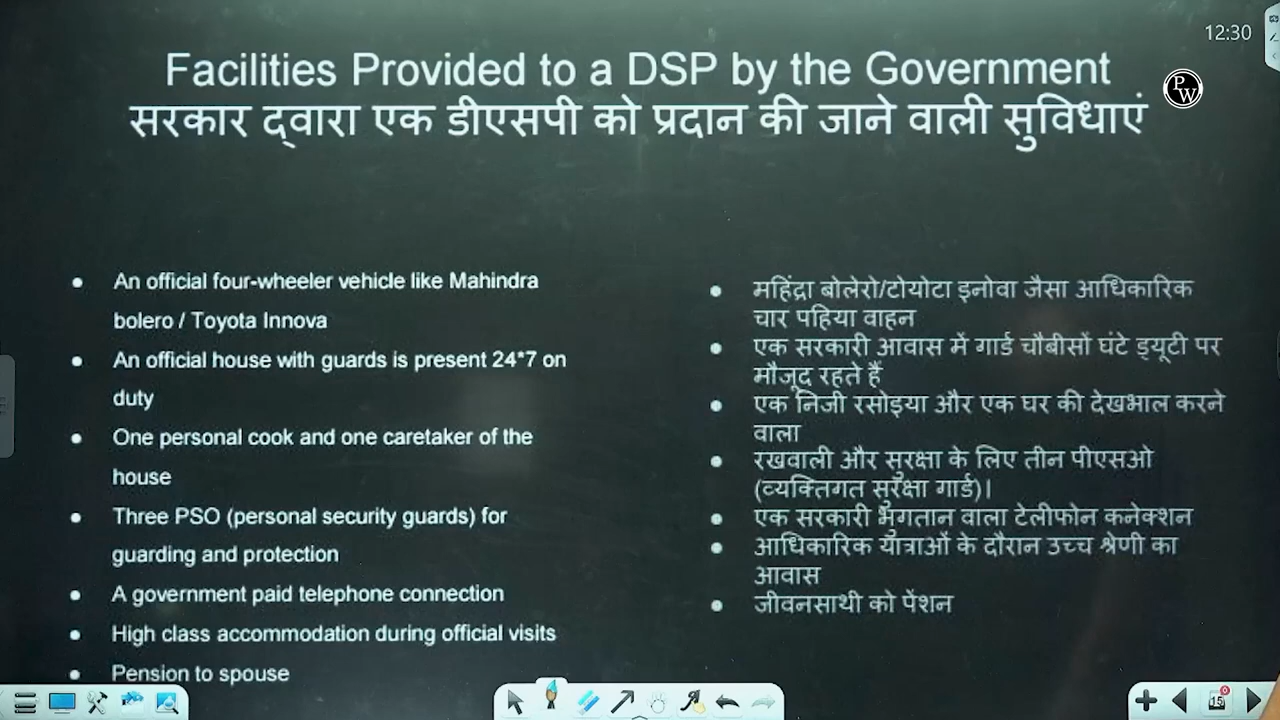 12:30
Facilities Provided to a DSP by the Government
PW
सरकार द्वारा एक डीएसपी को प्रदान की जाने वाली सुविधाएं
• An official four-wheeler vehicle like Mahindra
bolero / Toyota Innova
• An official house with guards is present 24*7 on
duty
• One personal cook and one caretaker of the
house
• Three PSO (personal security guards) for
guarding and protection
• A government paid telephone connection
• High class accommodation during official visits
• Pension to spouse
• महिंद्रा बोलेरो/टोयोटा इनोवा जैसा आधिकारिक
चार पहिया वाहन
• एक सरकारी आवास में गार्ड चौबीसों घंटे ड्यूटी पर
मौजूद रहते हैं
• एक निजी रसोइया और एक घर की देखभाल करने
वाला
• रखवाली और सुरक्षा के लिए तीन पीएसओ
(व्यक्तिगत सुरक्षा गार्ड)।
• एक सरकारी भुगतान वाला टेलीफोन कनेक्शन
• आधिकारिक यात्राओं के दौरान उच्च श्रेणी का
आवास
• जीवनसाथी को पेंशन
15
0